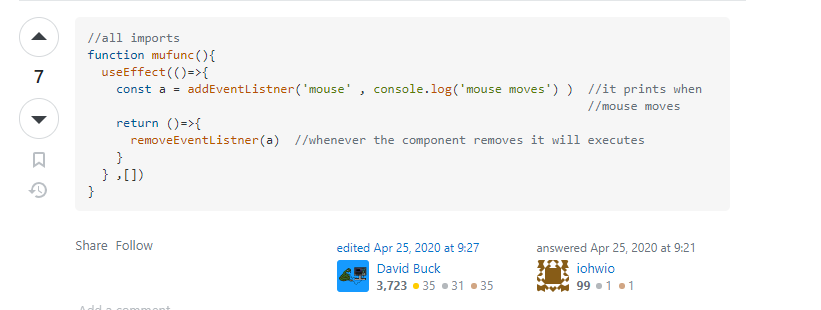 //all imports
function mufunc(){
useEffect(()=>{
const a = addEventListner('mouse' , console.log('mouse moves') ) //it prints when
//mouse moves
7
return ()=>{
removeEventListner(a) //whenever the component removes it will executes
}
} ,[])
}
Share Follow
edited Apr 25, 2020 at 9:27
David Buck
3,723 35 31 35
answered Apr 25, 2020 at 9:21
iohwio
99 1 1
Add a comment